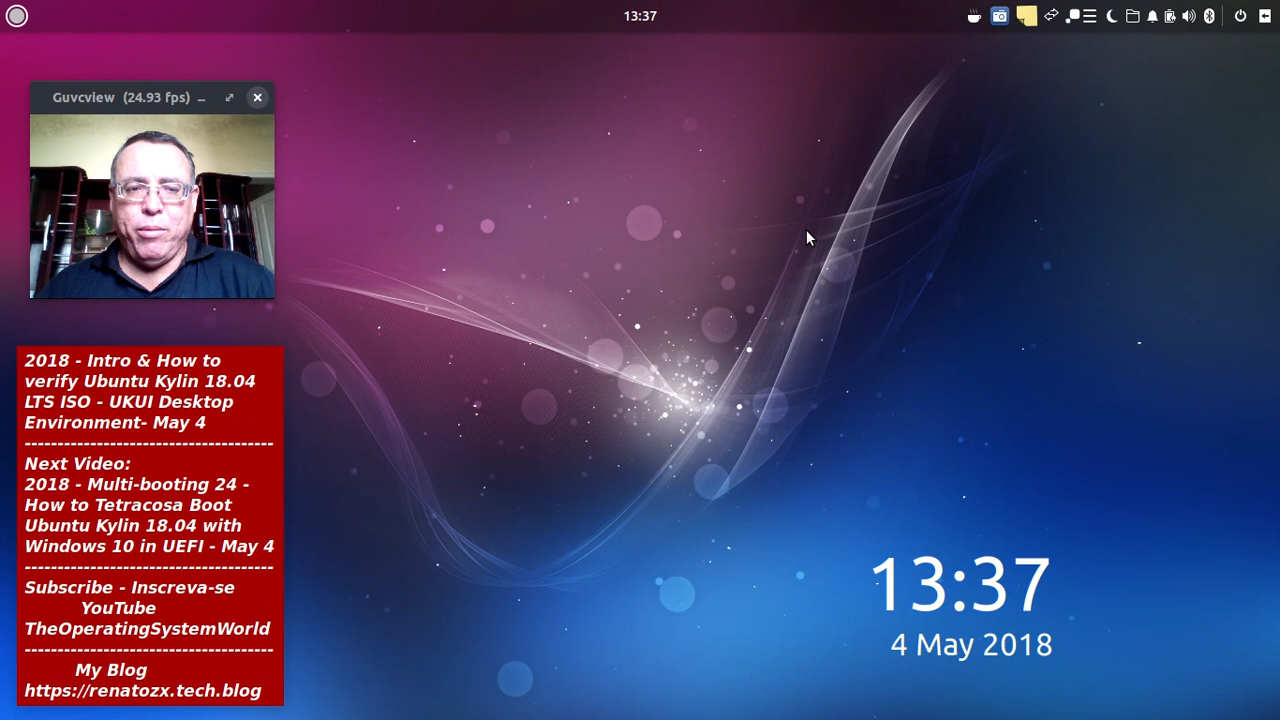 13:37
Guvcview (24.93 fps)
2018 - Intro & How to
verify Ubuntu Kylin 18.04
LTS ISO - UKUI Desktop
Environment- May 4
--------------------------------------
Next Video:
2018 - Multi-booting 24 -
How to Tetracosa Boot
Ubuntu Kylin 18.04 with
Windows 10 in UEFI - May 4
--------------------------------------
Subscribe - Inscreva-se
YouTube
TheOperatingSystemWorld
--------------------------------------
My Blog
https://renatozx.tech.blog
13:37
4 May 2018